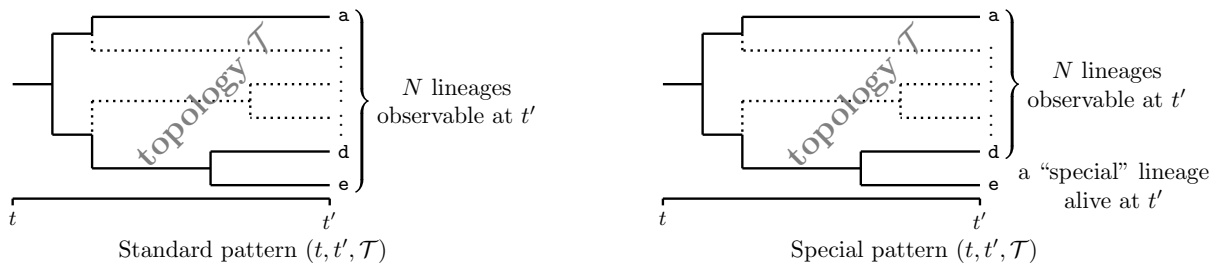 a
topology 𝒯
N lineages
observable at t′
d
e
t
t′
Standard pattern (t, t′, 𝒯)
a
topology 𝒯
N lineages
observable at t′
d
e
a “special” lineage
alive at t′
t
t′
Special pattern (t, t′, 𝒯)